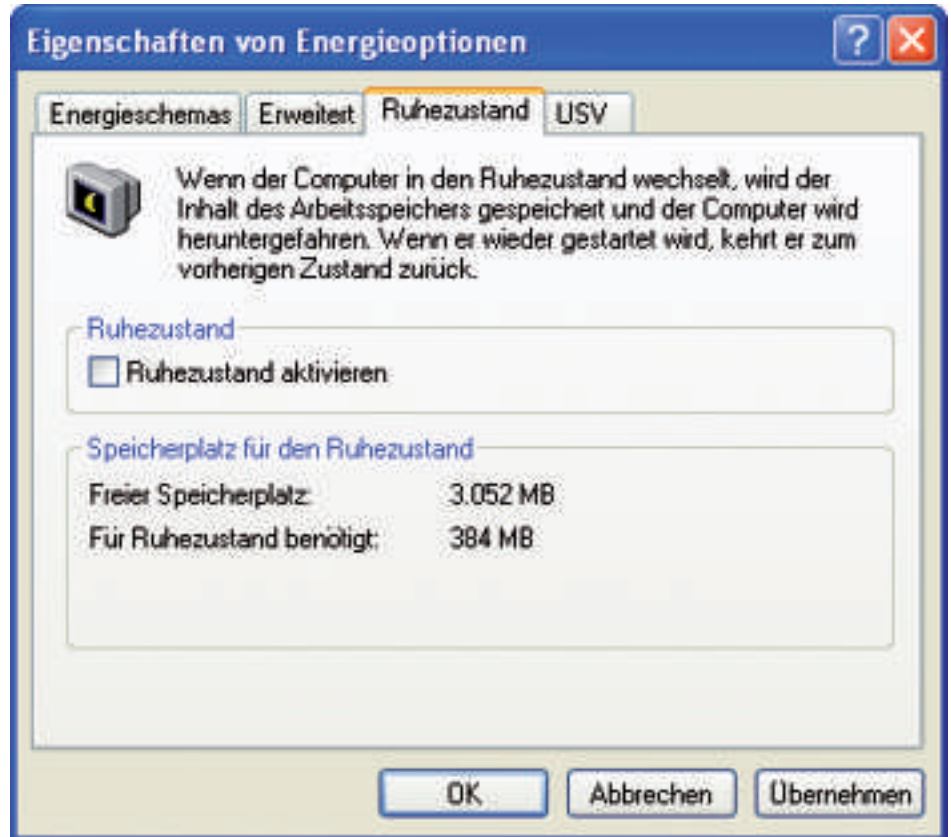 Eigenschaften von Energieoptionen
Energieschemas Erweitert Ruhezustand USV
Wenn der Computer in den Ruhezustand wechselt, wird der
Inhalt des Arbeitsspeichers gespeichert und der Computer wird
heruntergefahren. Wenn er wieder gestartet wird, kehrt er zum
vorherigen Zustand zurück.
Ruhezustand
Ruhezustand aktivieren
Speicherplatz für den Ruhezustand
Freier Speicherplatz: 3.052 MB
Für Ruhezustand benötigt: 384 MB
OK Abbrechen Übernehmen